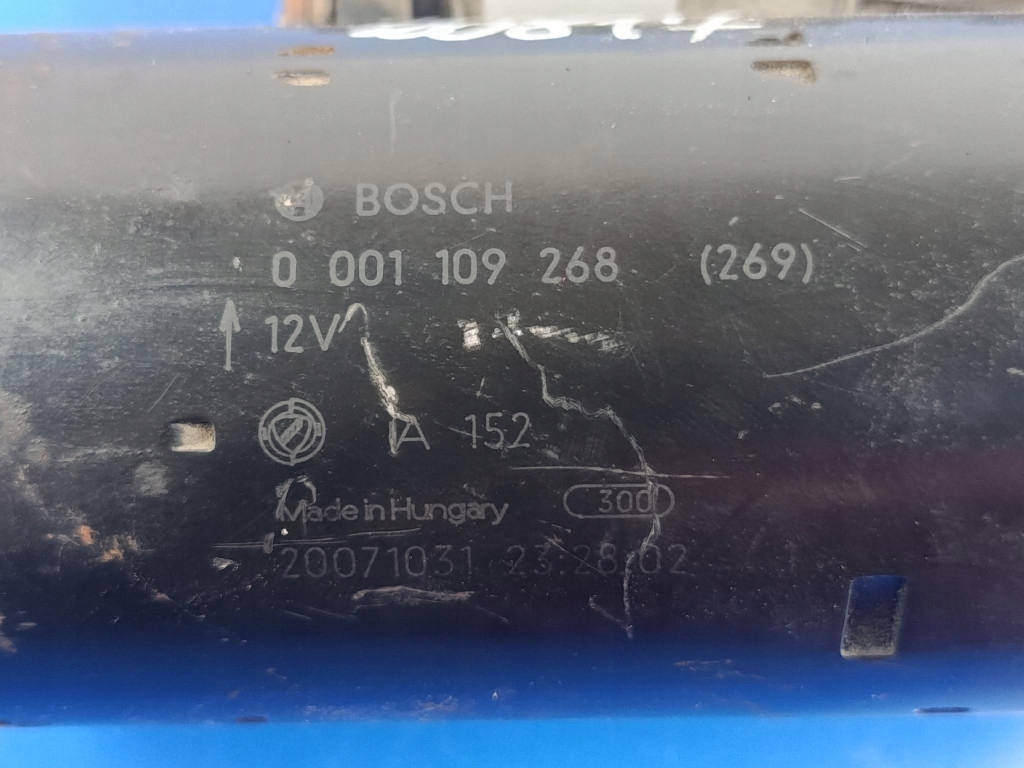 BOSCH
0 001 109 268 (269)
12V
A 152
Made in Hungary 300
20071031 23:28:02